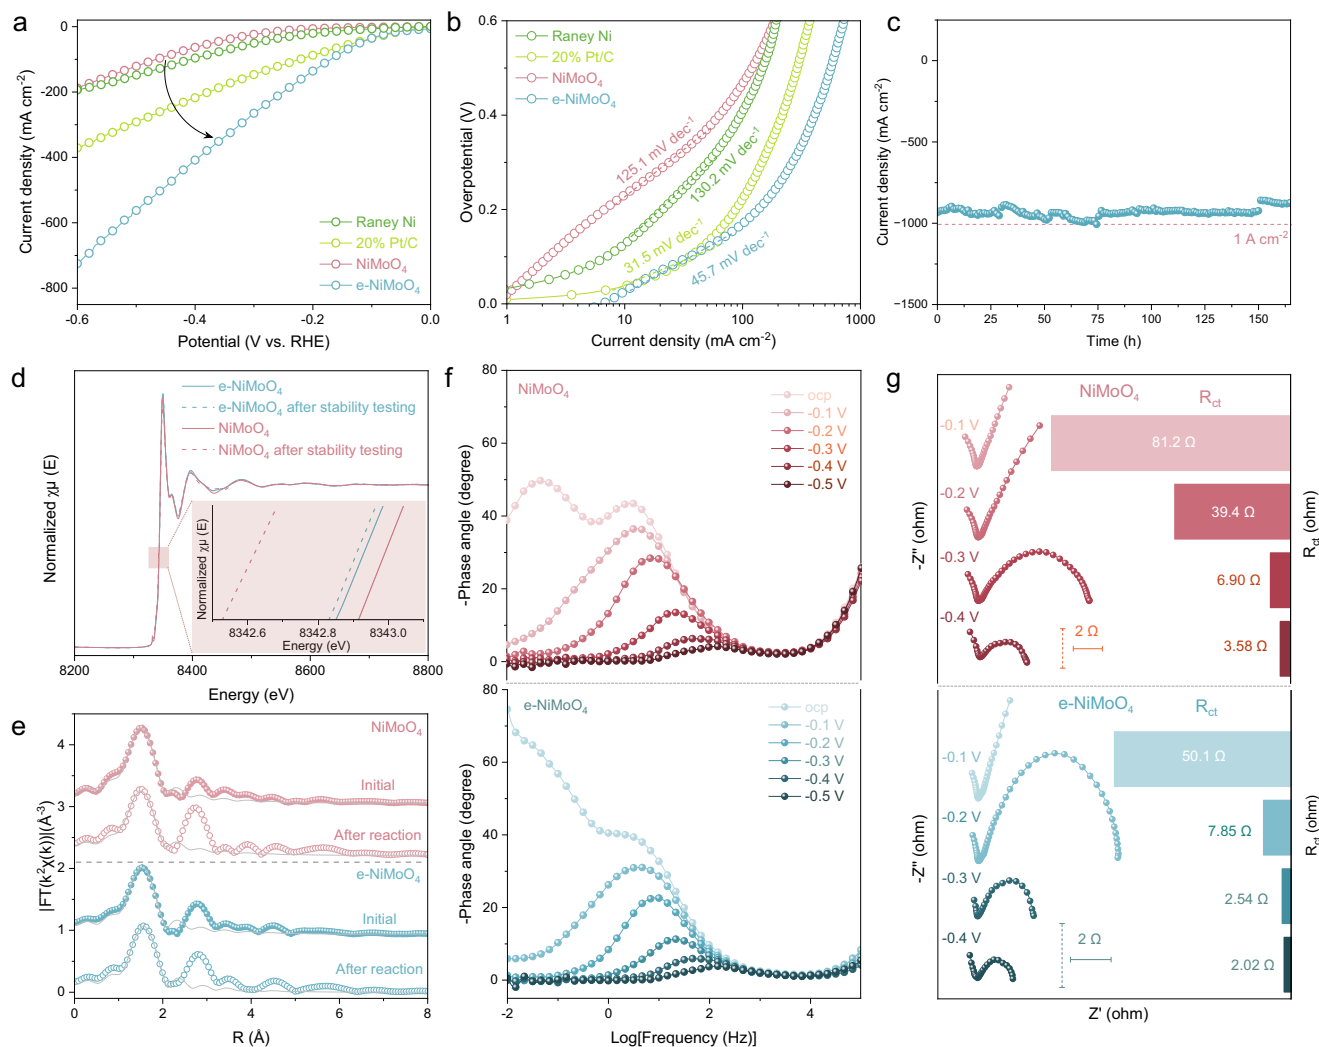 a
Current density (mA cm⁻²)
0
-200
-400
-600
-800
-0.6
-0.4
-0.2
0.0
Potential (V vs. RHE)
Raney Ni
20% Pt/C
NiMoO₄
e-NiMoO₄
b
Overpotential (V)
0.6
0.4
0.2
0.0
1
10
100
1000
Current density (mA cm⁻²)
Raney Ni
20% Pt/C
NiMoO₄
e-NiMoO₄
125.1 mV dec⁻¹
130.2 mV dec⁻¹
31.5 mV dec⁻¹
45.7 mV dec⁻¹
c
Current density (mA cm⁻²)
0
-500
-1000
-1500
0
25
50
75
100
125
150
Time (h)
1 A cm⁻²
d
Normalized χμ (E)
e-NiMoO₄
e-NiMoO₄ after stability testing
NiMoO₄
NiMoO₄ after stability testing
Normalized χμ (E)
8342.6
8342.8
8343.0
Energy (eV)
8200
8400
8600
8800
Energy (eV)
e
|FT(k²χ(k))|(Å⁻³)
4
3
2
1
0
NiMoO₄
Initial
After reaction
e-NiMoO₄
Initial
After reaction
0
2
4
6
8
R (Å)
f
-Phase angle (degree)
80
60
40
20
0
NiMoO₄
ocp
-0.1 V
-0.2 V
-0.3 V
-0.4 V
-0.5 V
-Phase angle (degree)
80
60
40
20
0
e-NiMoO₄
ocp
-0.1 V
-0.2 V
-0.3 V
-0.4 V
-0.5 V
-2
0
2
4
Log[Frequency (Hz)]
g
-Z'' (ohm)
NiMoO₄
R_ct
-0.1 V
81.2 Ω
-0.2 V
39.4 Ω
-0.3 V
6.90 Ω
-0.4 V
3.58 Ω
2 Ω
R_ct (ohm)
-Z'' (ohm)
e-NiMoO₄
R_ct
-0.1 V
50.1 Ω
-0.2 V
7.85 Ω
-0.3 V
2.54 Ω
-0.4 V
2.02 Ω
2 Ω
R_ct (ohm)
Z' (ohm)